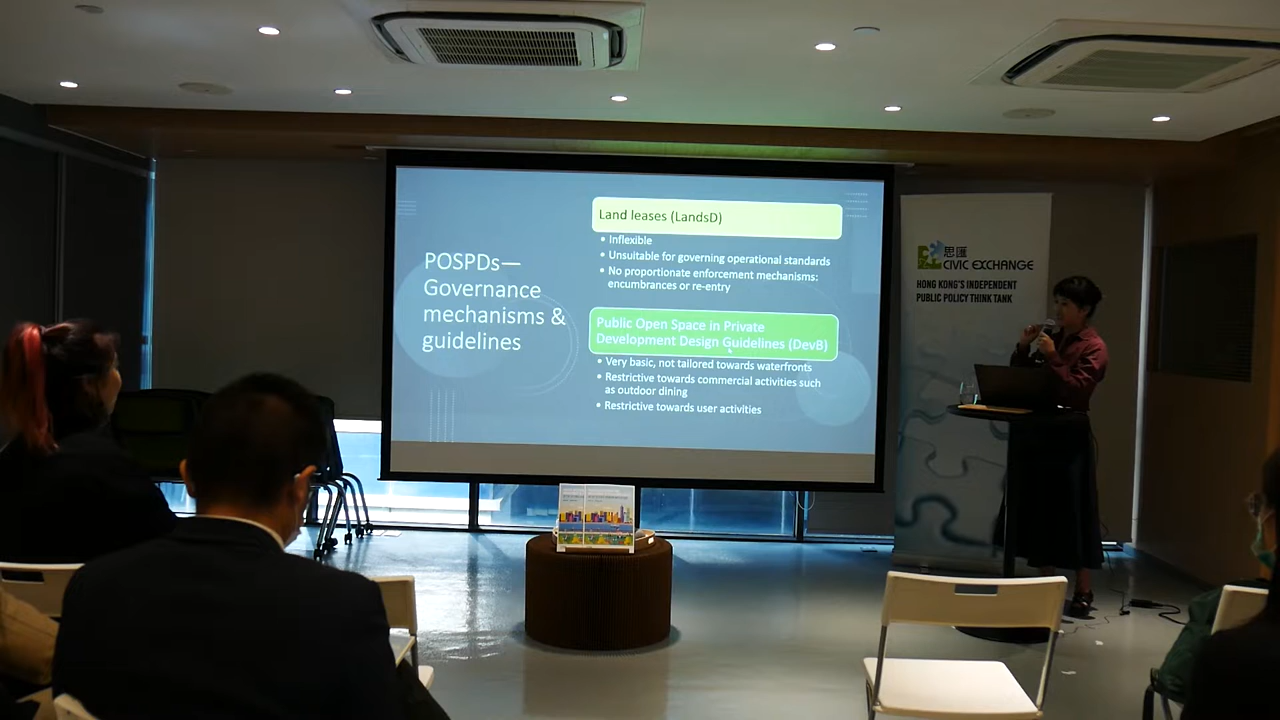 POSPDs—
Governance
mechanisms &
guidelines
Land leases (LandsD)
• Inflexible
• Unsuitable for governing operational standards
• No proportionate enforcement mechanisms:
encumbrances or re-entry
Public Open Space in Private
Development Design Guidelines (DevB)
• Very basic, not tailored towards waterfronts
• Restrictive towards commercial activities such
as outdoor dining
• Restrictive towards user activities
思匯
CIVIC EXCHANGE
HONG KONG'S INDEPENDENT
PUBLIC POLICY THINK TANK